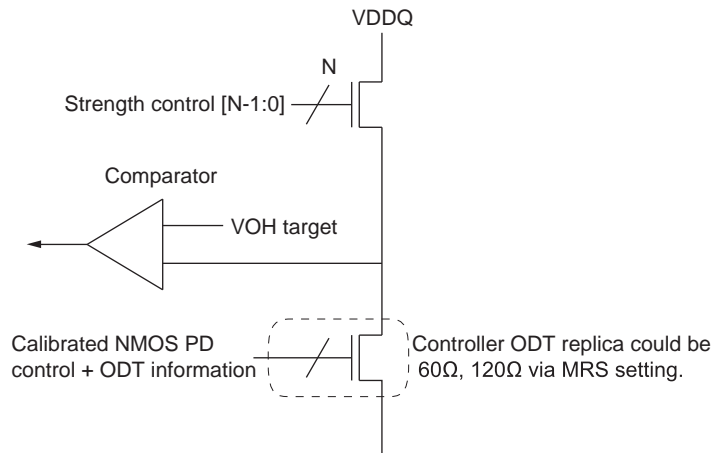 VDDQ
N
Strength control [N-1:0]
Comparator
VOH target
Calibrated NMOS PD
control + ODT information
Controller ODT replica could be
60Ω, 120Ω via MRS setting.